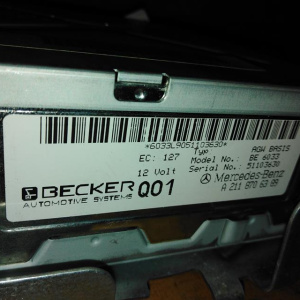 *6033L9051103630*
Typ AGW BASIS
EC: 127 Model No.: BE 6033
12 Volt Serial No.: 51103630
BECKER Q01 Mercedes-Benz
AUTOMOTIVE SYSTEMS A 211 870 63 89